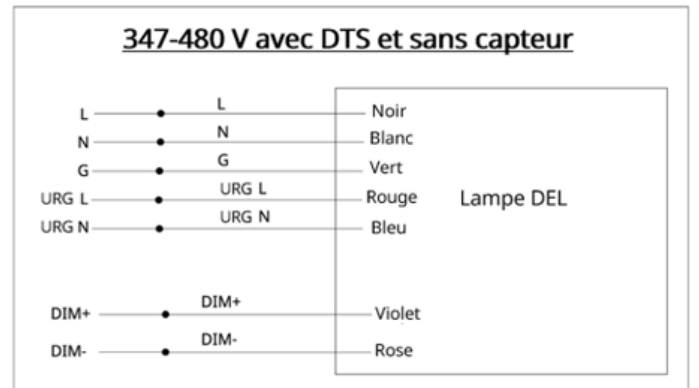 347-480 V avec DTS et sans capteur
L L Noir
N N Blanc
G G Vert
URG L URG L Rouge Lampe DEL
URG N URG N Bleu
DIM+ DIM+ Violet
DIM- DIM- Rose